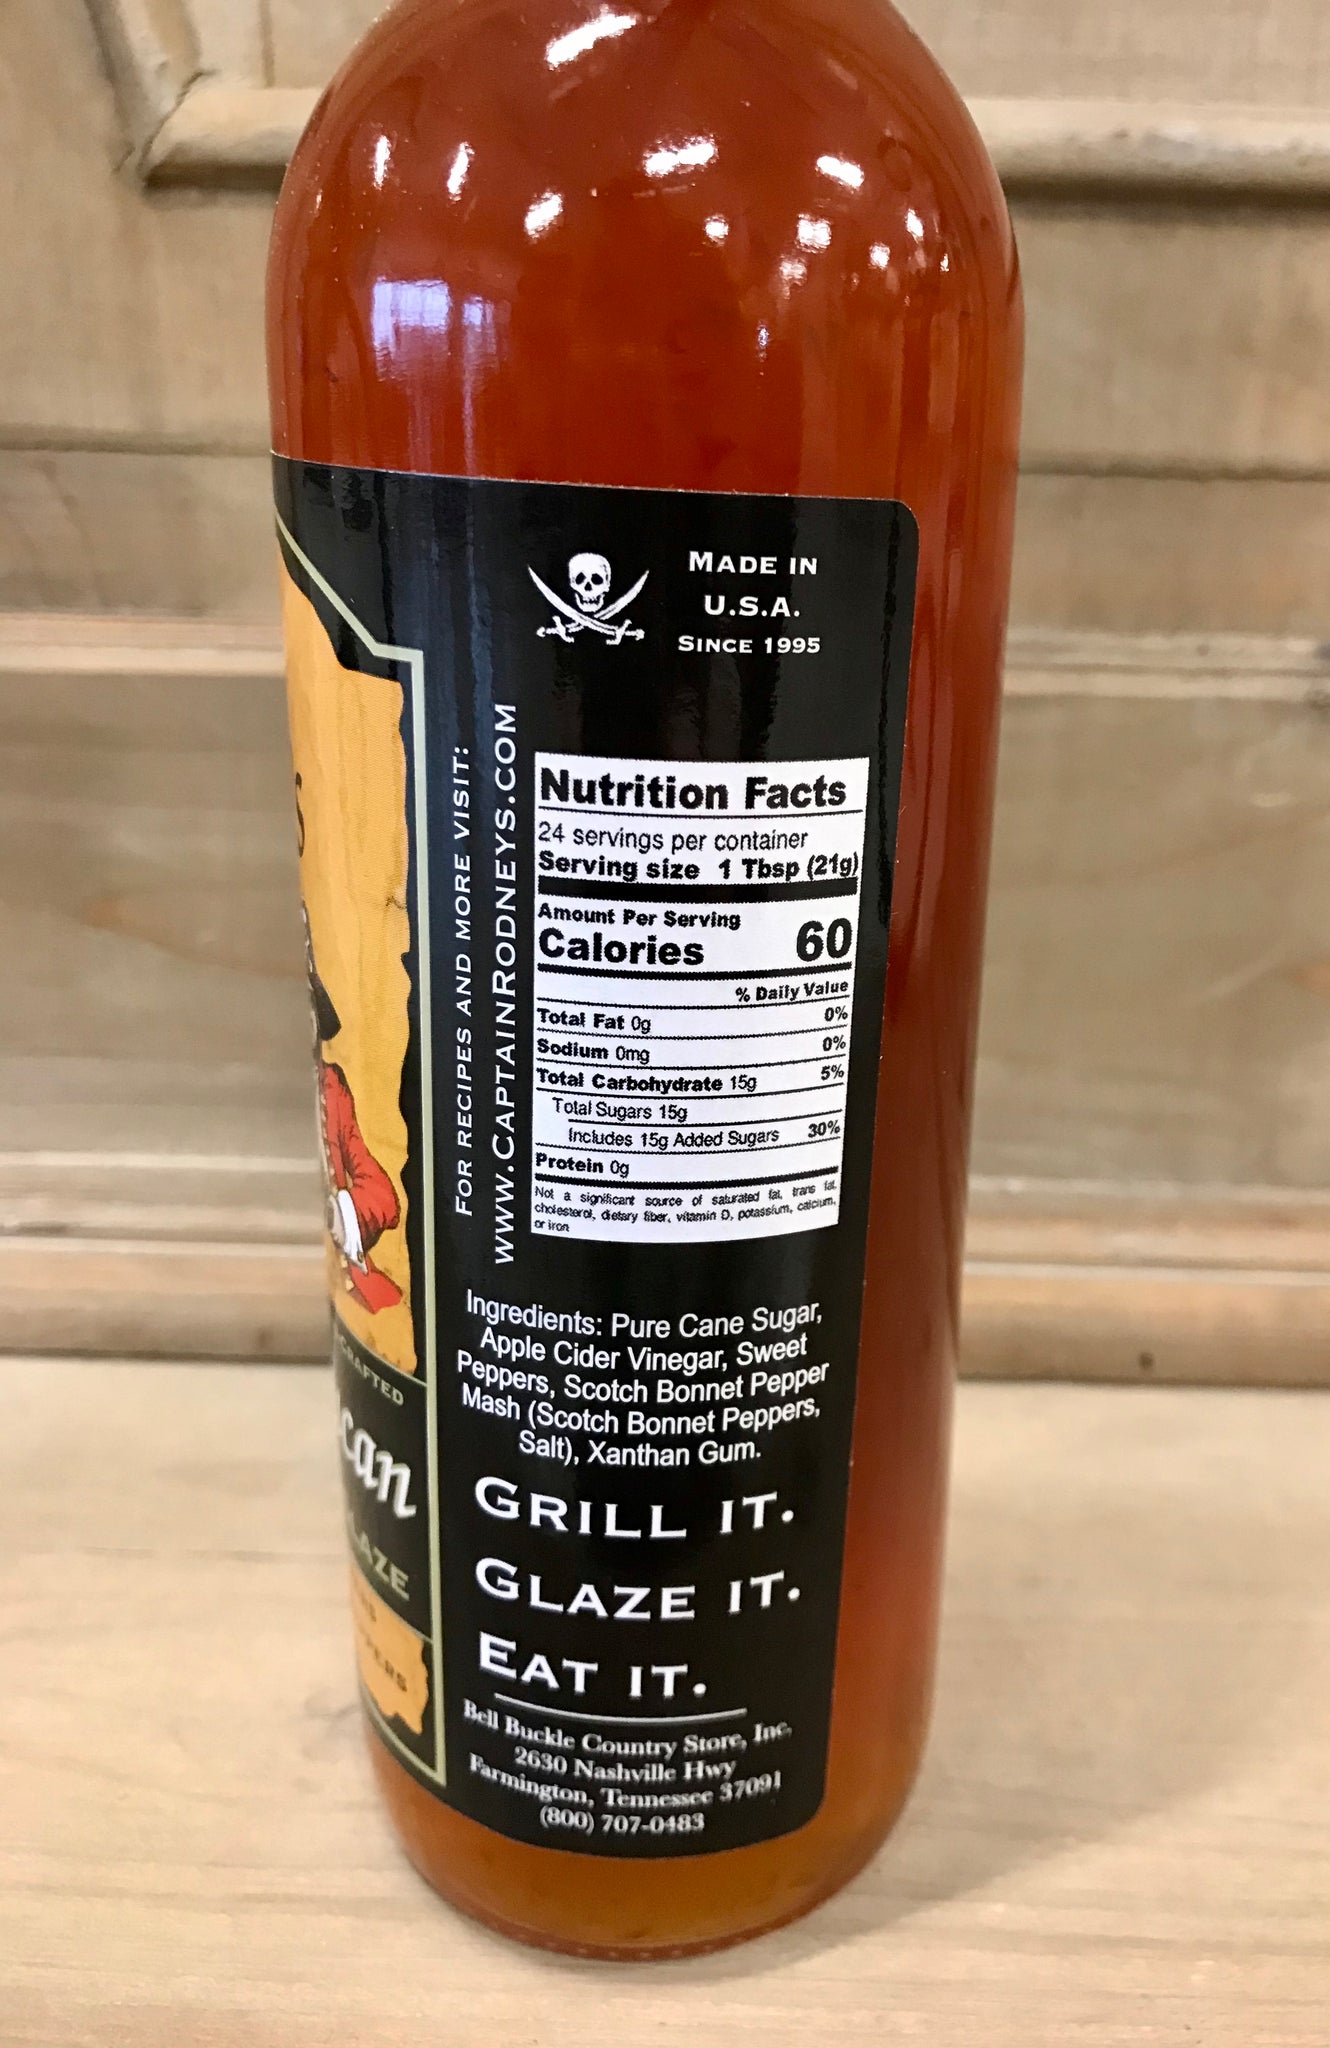 MADE IN
U.S.A.
SINCE 1995
FOR RECIPES AND MORE VISIT:
WWW.CAPTAINRODNEYS.COM
Nutrition Facts
24 servings per container
Serving size 1 Tbsp (21g)
Amount Per Serving
Calories 60
% Daily Value
Total Fat 0g 0%
Sodium 0mg 0%
Total Carbohydrate 15g 5%
Total Sugars 15g
Includes 15g Added Sugars 30%
Protein 0g
Not a significant source of saturated fat, trans fat,
cholesterol, dietary fiber, vitamin D, potassium, calcium,
or iron
Ingredients: Pure Cane Sugar,
Apple Cider Vinegar, Sweet
Peppers, Scotch Bonnet Pepper
Mash (Scotch Bonnet Peppers,
Salt), Xanthan Gum.
GRILL IT.
GLAZE IT.
EAT IT.
Bell Buckle Country Store, Inc.
2630 Nashville Hwy
Farmington, Tennessee 37091
(800) 707-0483